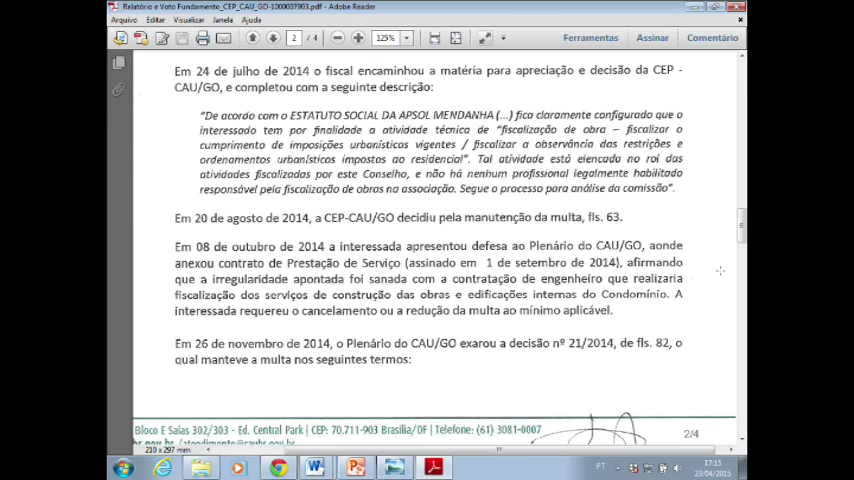 Relatório e Voto Fundamento_CEP_CAU_GO-1000007903.pdf - Adobe Reader
Arquivo Editar Visualizar Janela Ajuda
2 / 4 125% Ferramentas Assinar Comentário
Em 24 de julho de 2014 o fiscal encaminhou a matéria para apreciação e decisão da CEP -
CAU/GO, e completou com a seguinte descrição:
"De acordo com o ESTATUTO SOCIAL DA APSOL MENDANHA (...) fica claramente configurado que o
interessado tem por finalidade a atividade técnica de "fiscalização de obra – fiscalizar o
cumprimento de imposições urbanísticas vigentes / fiscalizar a observância das restrições e
ordenamentos urbanísticos impostos ao residencial". Tal atividade está elencada no rol das
atividades fiscalizadas por este Conselho, e não há nenhum profissional legalmente habilitado
responsável pela fiscalização de obras na associação. Segue o processo para análise da comissão".
Em 20 de agosto de 2014, a CEP-CAU/GO decidiu pela manutenção da multa, fls. 63.
Em 08 de outubro de 2014 a interessada apresentou defesa ao Plenário do CAU/GO, aonde
anexou contrato de Prestação de Serviço (assinado em 1 de setembro de 2014), afirmando
que a irregularidade apontada foi sanada com a contratação de engenheiro que realizaria
fiscalização dos serviços de construção das obras e edificações internas do Condomínio. A
interessada requereu o cancelamento ou a redução da multa ao mínimo aplicável.
Em 26 de novembro de 2014, o Plenário do CAU/GO exarou a decisão nº 21/2014, de fls. 82, o
qual manteve a multa nos seguintes termos:
Bloco E Salas 302/303 - Ed. Central Park | CEP: 70.711-903 Brasília/DF | Telefone: (61) 3081-0007
2/4
br.gov.br /atendimento@caubr.gov.br
210 x 297 mm
PT 17:15
23/04/2015